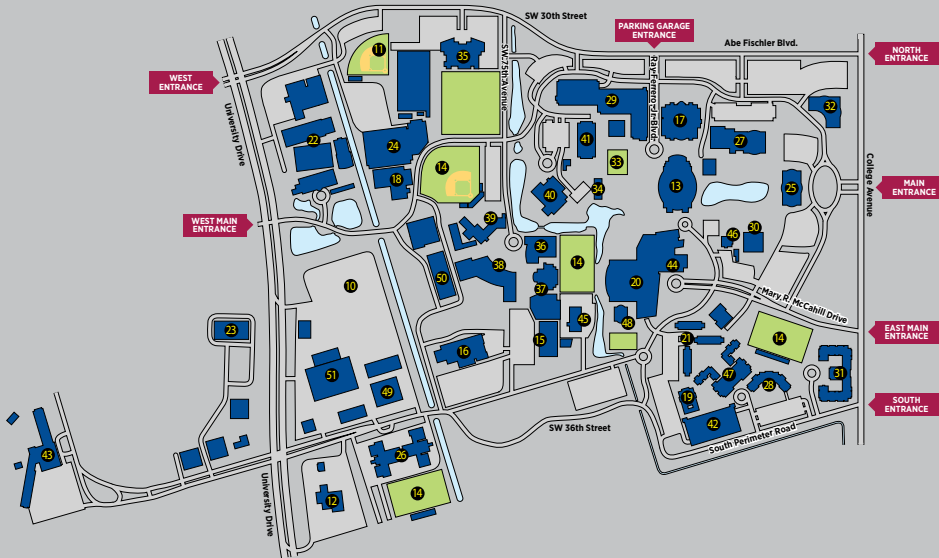 SW 30th Street
PARKING GARAGE
ENTRANCE
Abe Fischler Blvd.
NORTH
ENTRANCE
WEST
ENTRANCE
University Drive
SW 75th Avenue
Ray Ferrero Jr. Blvd.
College Avenue
MAIN
ENTRANCE
WEST MAIN
ENTRANCE
Mary R. McCahill Drive
EAST MAIN
ENTRANCE
SOUTH
ENTRANCE
SW 36th Street
South Perimeter Road
University Drive
11
35
29
17
32
22
24
41
27
33
14
18
40
34
13
25
39
36
46
30
38
14
44
50
37
20
10
23
45
48
15
21
14
16
51
47
31
49
28
19
42
43
26
12
14